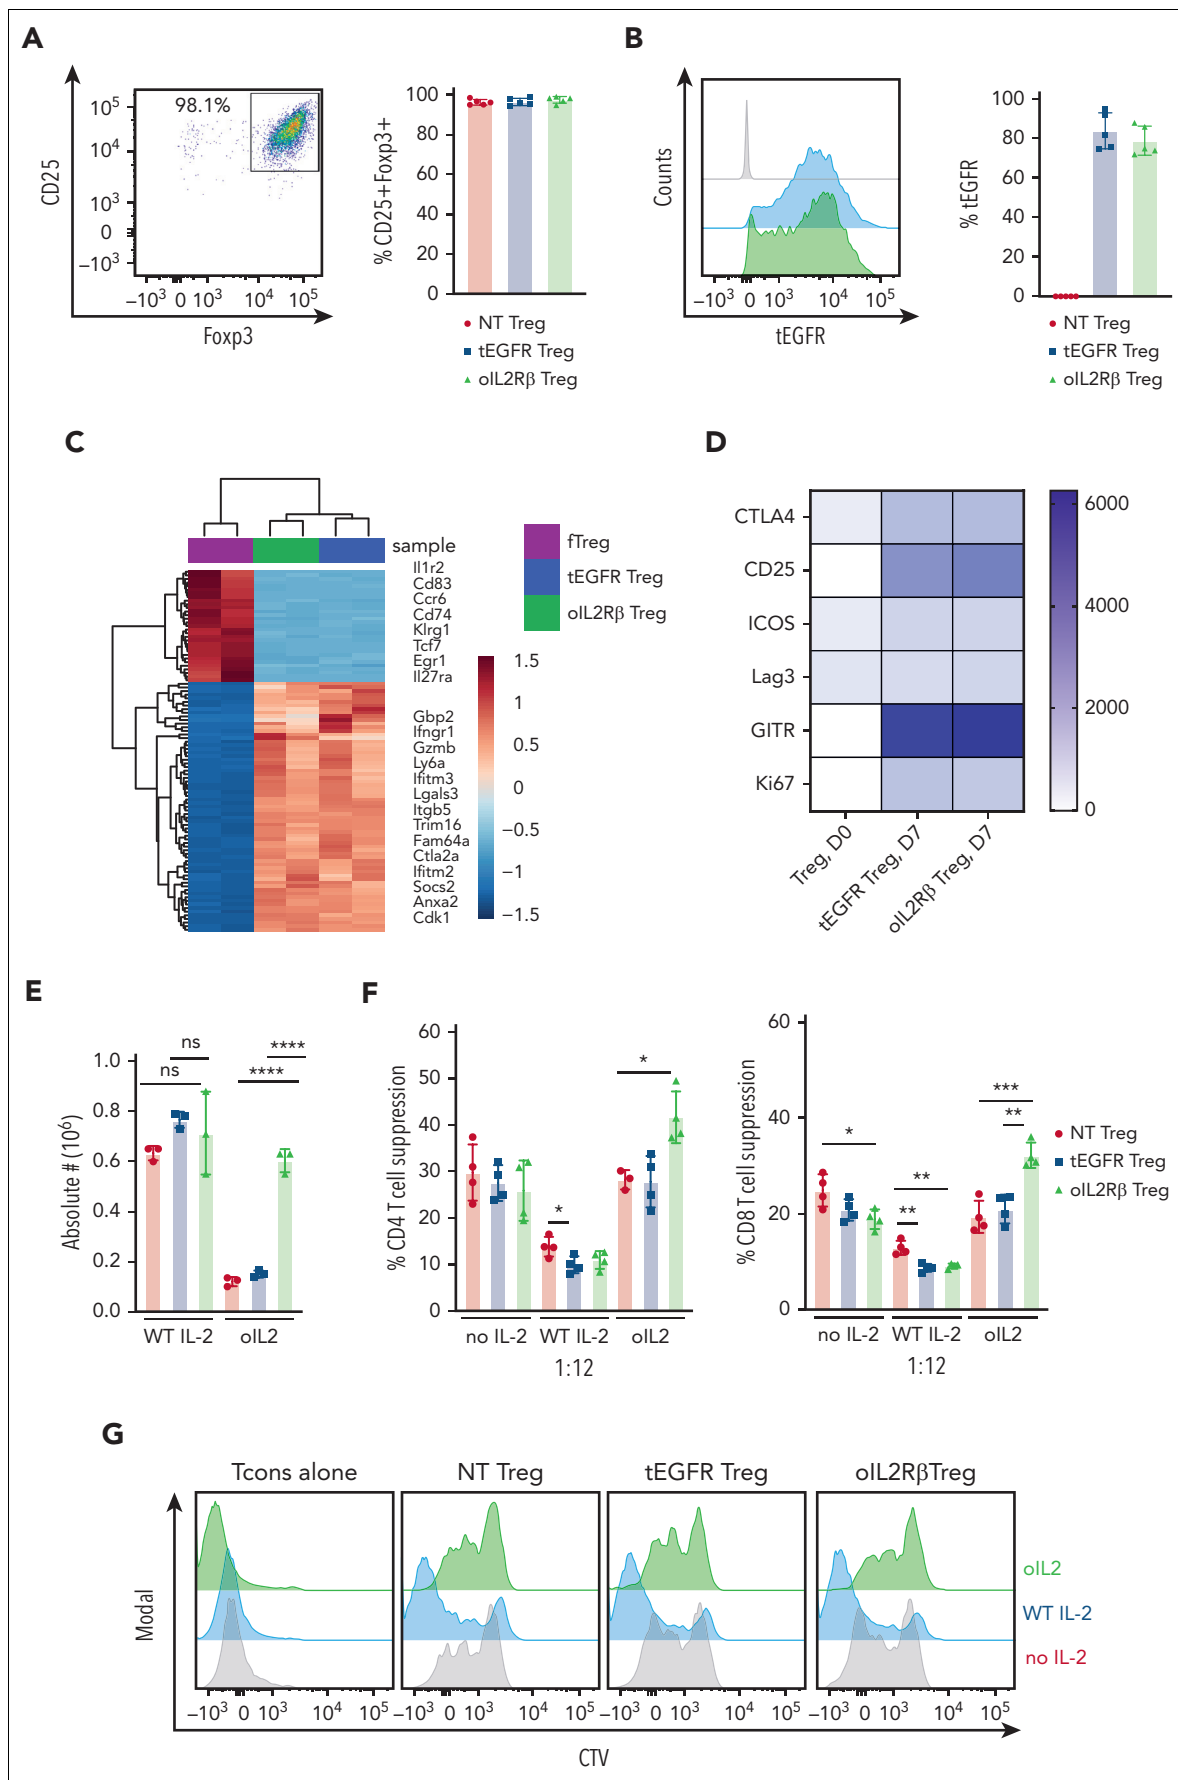 A
98.1%
10⁵
10⁴
10³
0
−10³
CD25
−10³ 0 10³ 10⁴ 10⁵
Foxp3
100
80
60
40
20
0
% CD25+Foxp3+
NT Treg
tEGFR Treg
oIL2Rβ Treg
B
Counts
−10³ 0 10³ 10⁴ 10⁵
tEGFR
100
80
60
40
20
0
% tEGFR
NT Treg
tEGFR Treg
oIL2Rβ Treg
C
sample
Il1r2
Cd83
Ccr6
Cd74
Klrg1
Tcf7
Egr1
Il27ra
Gbp2
Ifngr1
Gzmb
Ly6a
Ifitm3
Lgals3
Itgb5
Trim16
Fam64a
Ctla2a
Ifitm2
Socs2
Anxa2
Cdk1
fTreg
tEGFR Treg
oIL2Rβ Treg
1.5
1
0.5
0
−0.5
−1
−1.5
D
CTLA4
CD25
ICOS
Lag3
GITR
Ki67
Treg, D0
tEGFR Treg, D7
oIL2Rβ Treg, D7
6000
4000
2000
0
E
Absolute # (10⁶)
1.0
0.8
0.6
0.4
0.2
0.0
ns
ns
****
****
WT IL-2 oIL2
F
% CD4 T cell suppression
60
50
40
30
20
10
0
*
*
no IL-2 WT IL-2 oIL2
1:12
% CD8 T cell suppression
60
40
20
0
*
**
**
***
**
no IL-2 WT IL-2 oIL2
1:12
NT Treg
tEGFR Treg
oIL2Rβ Treg
G
Tcons alone NT Treg tEGFR Treg oIL2RβTreg
Modal
oIL2
WT IL-2
no IL-2
−10³ 0 10³ 10⁴ 10⁵ −10³ 0 10³ 10⁴ 10⁵ −10³ 0 10³ 10⁴ 10⁵ −10³ 0 10³ 10⁴ 10⁵
CTV